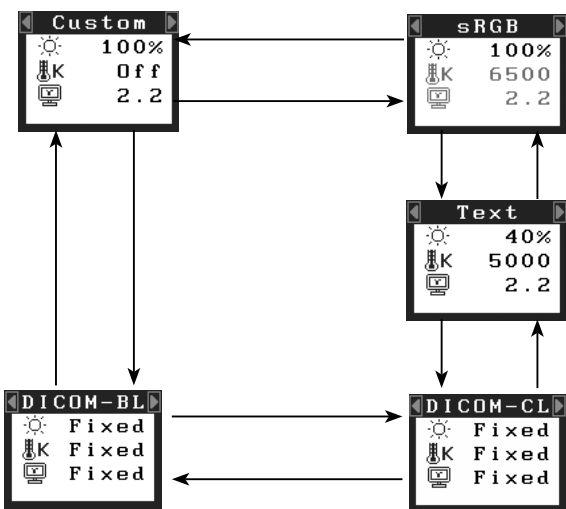 Custom
100%
K Off
2.2
sRGB
100%
K 6500
2.2
Text
40%
K 5000
2.2
DICOM-BL
Fixed
K Fixed
Fixed
DICOM-CL
Fixed
K Fixed
Fixed